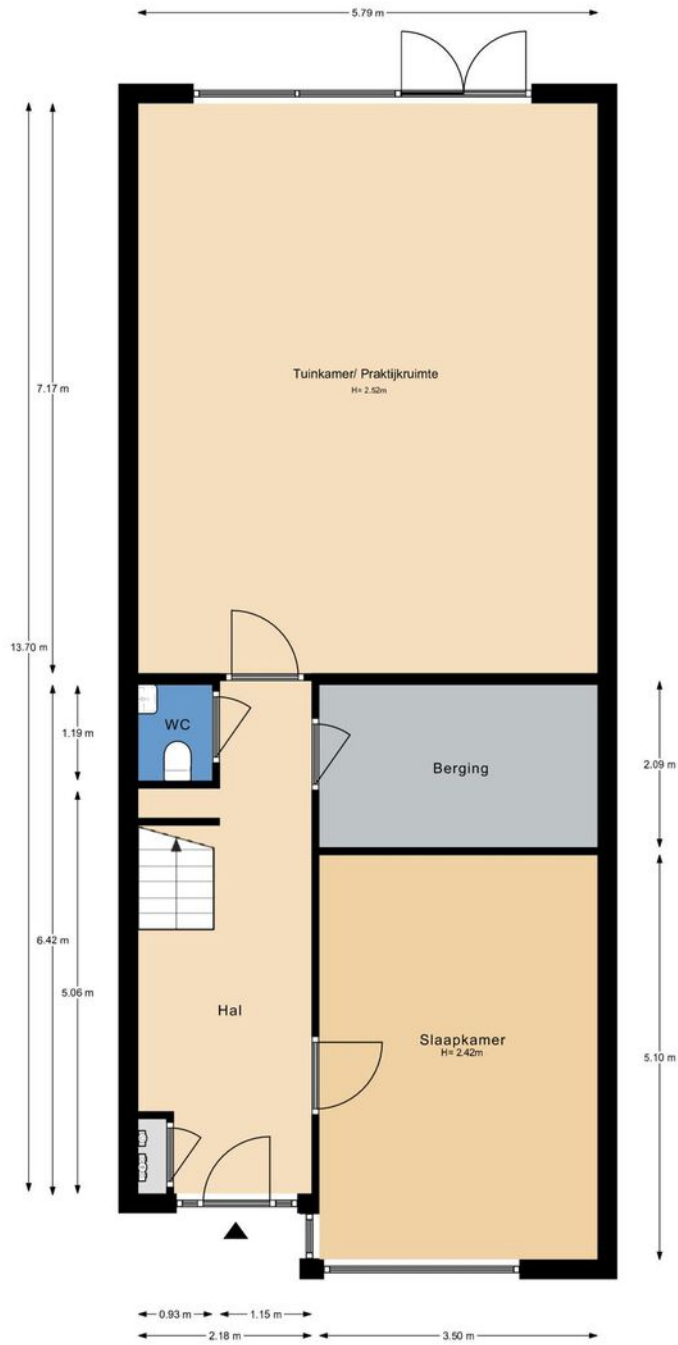 5.79 m
Tuinkamer/ Praktijkruimte
H= 2.52m
7.17 m
13.70 m
WC
1.19 m
Berging
2.09 m
6.42 m
5.06 m
Hal
Slaapkamer
H= 2.42m
5.10 m
0.93 m
1.15 m
2.18 m
3.50 m